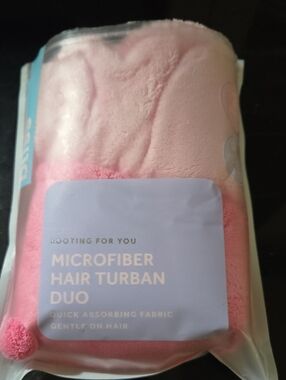 ROOTING FOR YOU
MICROFIBER
HAIR TURBAN
DUO
QUICK ABSORBING FABRIC
GENTLE ON HAIR